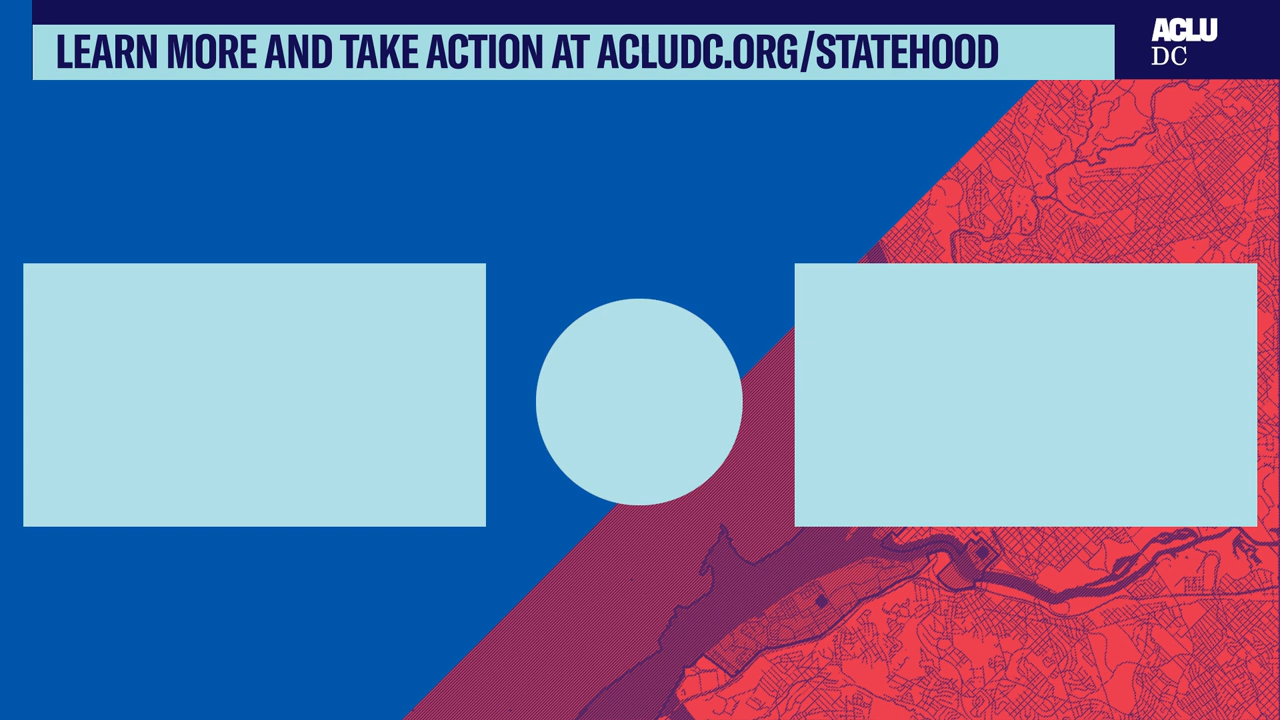 LEARN MORE AND TAKE ACTION AT ACLUDC.ORG/STATEHOOD
ACLU
DC